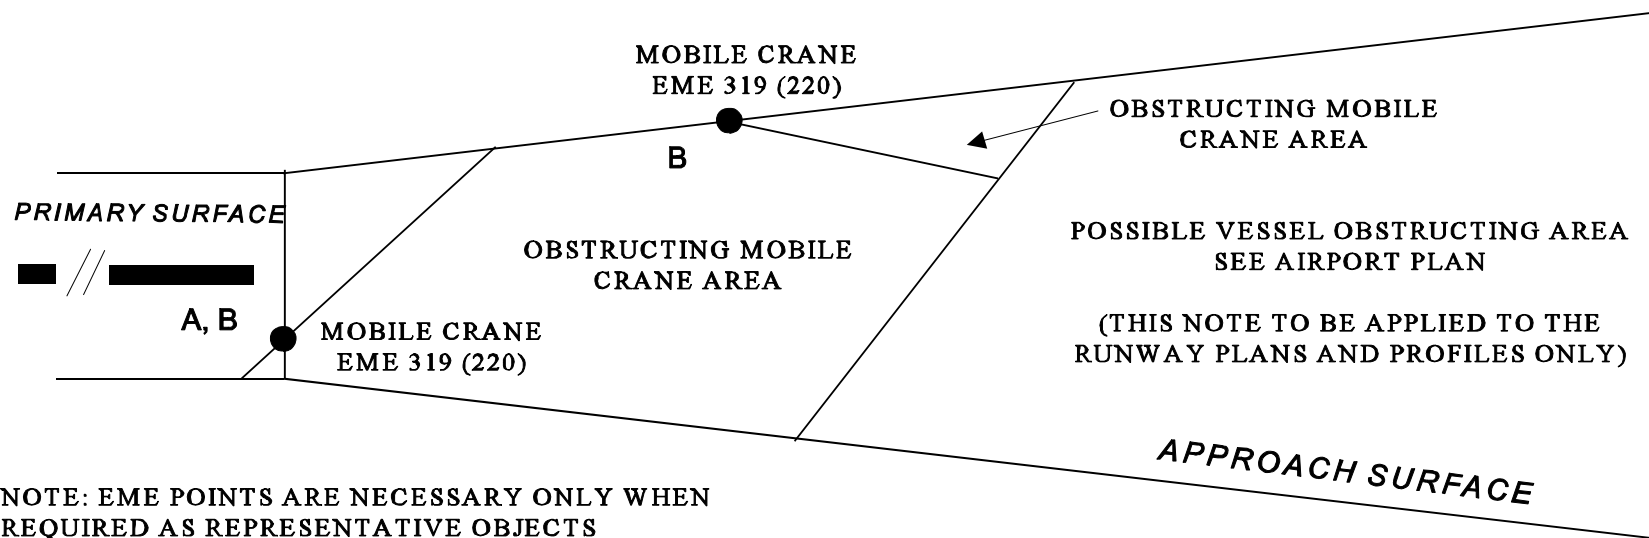 MOBILE CRANE
EME 319 (220)
OBSTRUCTING MOBILE
CRANE AREA
B
PRIMARY SURFACE
OBSTRUCTING MOBILE
CRANE AREA
POSSIBLE VESSEL OBSTRUCTING AREA
SEE AIRPORT PLAN
(THIS NOTE TO BE APPLIED TO THE
RUNWAY PLANS AND PROFILES ONLY)
A, B
MOBILE CRANE
EME 319 (220)
APPROACH SURFACE
NOTE: EME POINTS ARE NECESSARY ONLY WHEN
REQUIRED AS REPRESENTATIVE OBJECTS